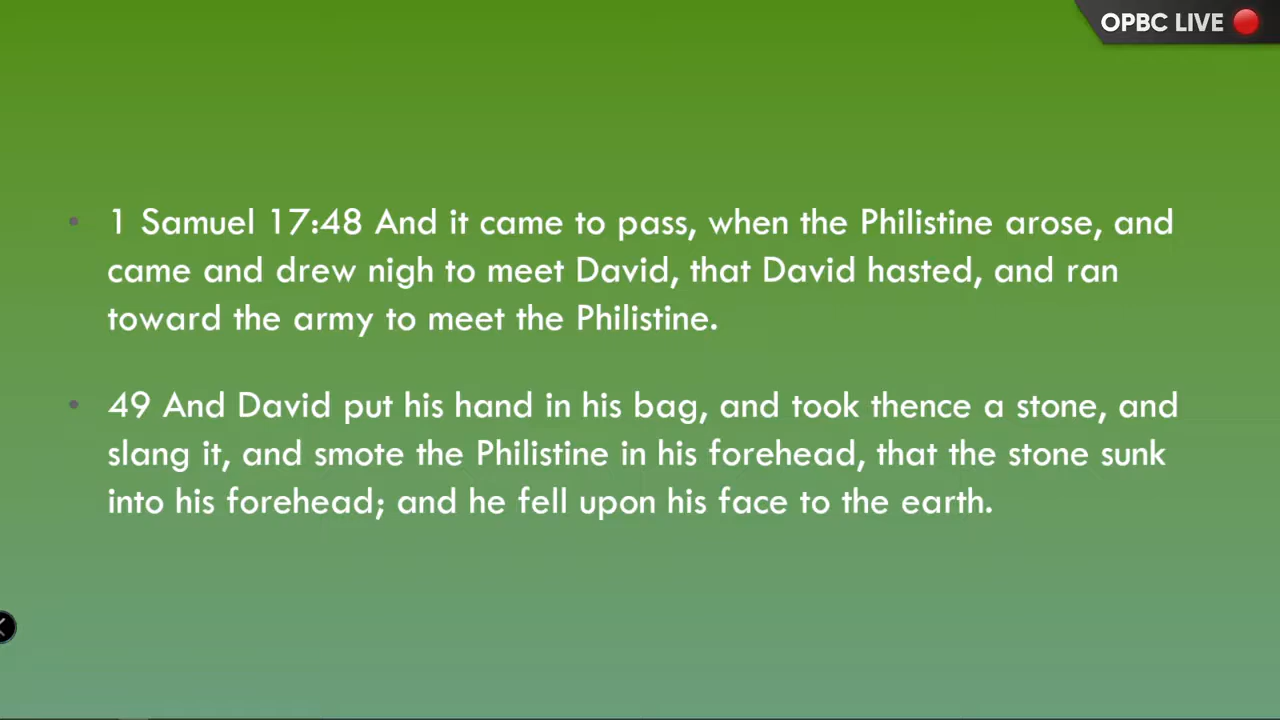 OPBC LIVE
• 1 Samuel 17:48 And it came to pass, when the Philistine arose, and
came and drew nigh to meet David, that David hasted, and ran
toward the army to meet the Philistine.
• 49 And David put his hand in his bag, and took thence a stone, and
slang it, and smote the Philistine in his forehead, that the stone sunk
into his forehead; and he fell upon his face to the earth.